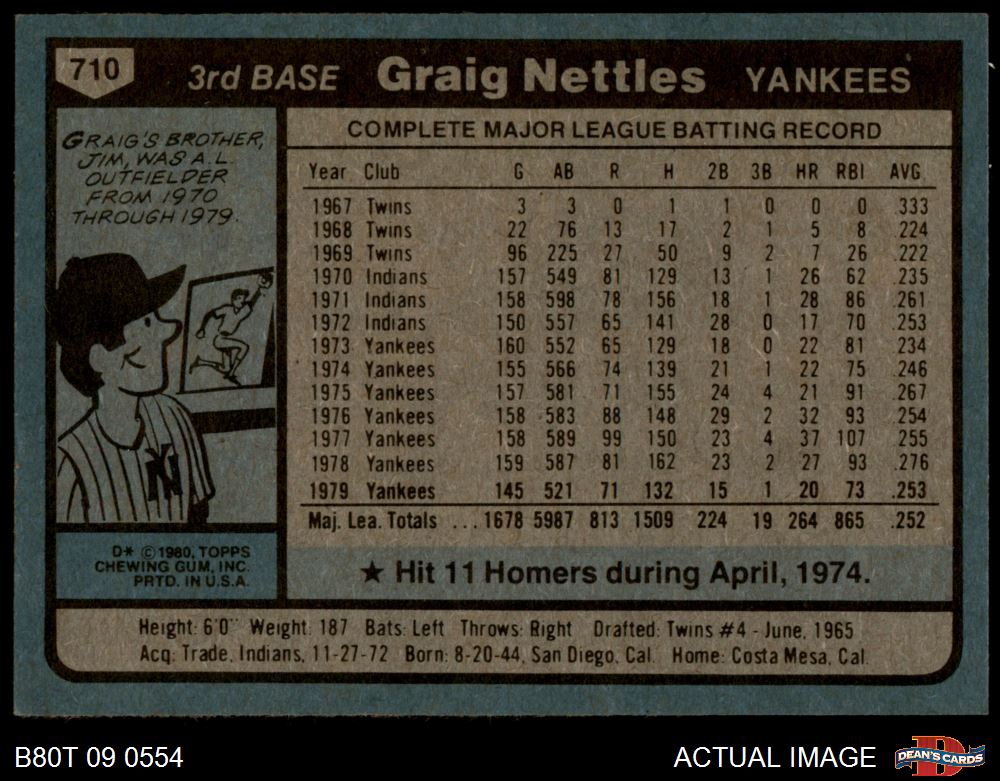 710
3rd BASE Graig Nettles YANKEES
GRAIG'S BROTHER,
JIM, WAS A.L.
OUTFIELDER
FROM 1970
THROUGH 1979.
COMPLETE MAJOR LEAGUE BATTING RECORD
Year Club G AB R H 2B 3B HR RBI AVG
1967 Twins 3 3 0 1 1 0 0 0 .333
1968 Twins 22 76 13 17 2 1 5 8 .224
1969 Twins 96 225 27 50 9 2 7 26 .222
1970 Indians 157 549 81 129 13 1 26 62 .235
1971 Indians 158 598 78 156 18 1 28 86 .261
1972 Indians 150 557 65 141 28 0 17 70 .253
1973 Yankees 160 552 65 129 18 0 22 81 .234
1974 Yankees 155 566 74 139 21 1 22 75 .246
1975 Yankees 157 581 71 155 24 4 21 91 .267
1976 Yankees 158 583 88 148 29 2 32 93 .254
1977 Yankees 158 589 99 150 23 4 37 107 .255
1978 Yankees 159 587 81 162 23 2 27 93 .276
1979 Yankees 145 521 71 132 15 1 20 73 .253
Maj. Lea. Totals ... 1678 5987 813 1509 224 19 264 865 .252
★ Hit 11 Homers during April, 1974.
NY
D* © 1980, TOPPS
CHEWING GUM, INC.
PRTD. IN U.S.A.
Height: 6'0" Weight: 187 Bats: Left Throws: Right Drafted: Twins #4 - June, 1965
Acq: Trade, Indians, 11-27-72 Born: 8-20-44, San Diego, Cal. Home: Costa Mesa, Cal.
B80T 09 0554
ACTUAL IMAGE
D
DEAN'S CARDS